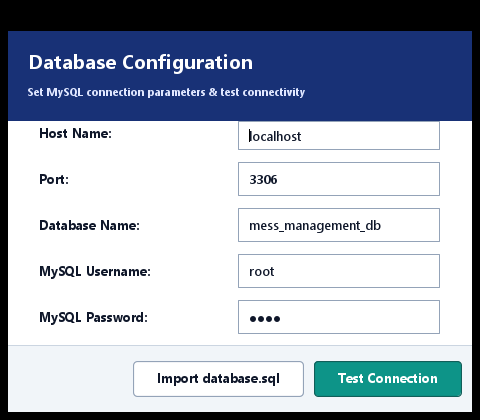 Database Configuration
Set MySQL connection parameters & test connectivity
Host Name: localhost
Port: 3306
Database Name: mess_management_db
MySQL Username: root
MySQL Password: ●●●●
Import database.sql Test Connection